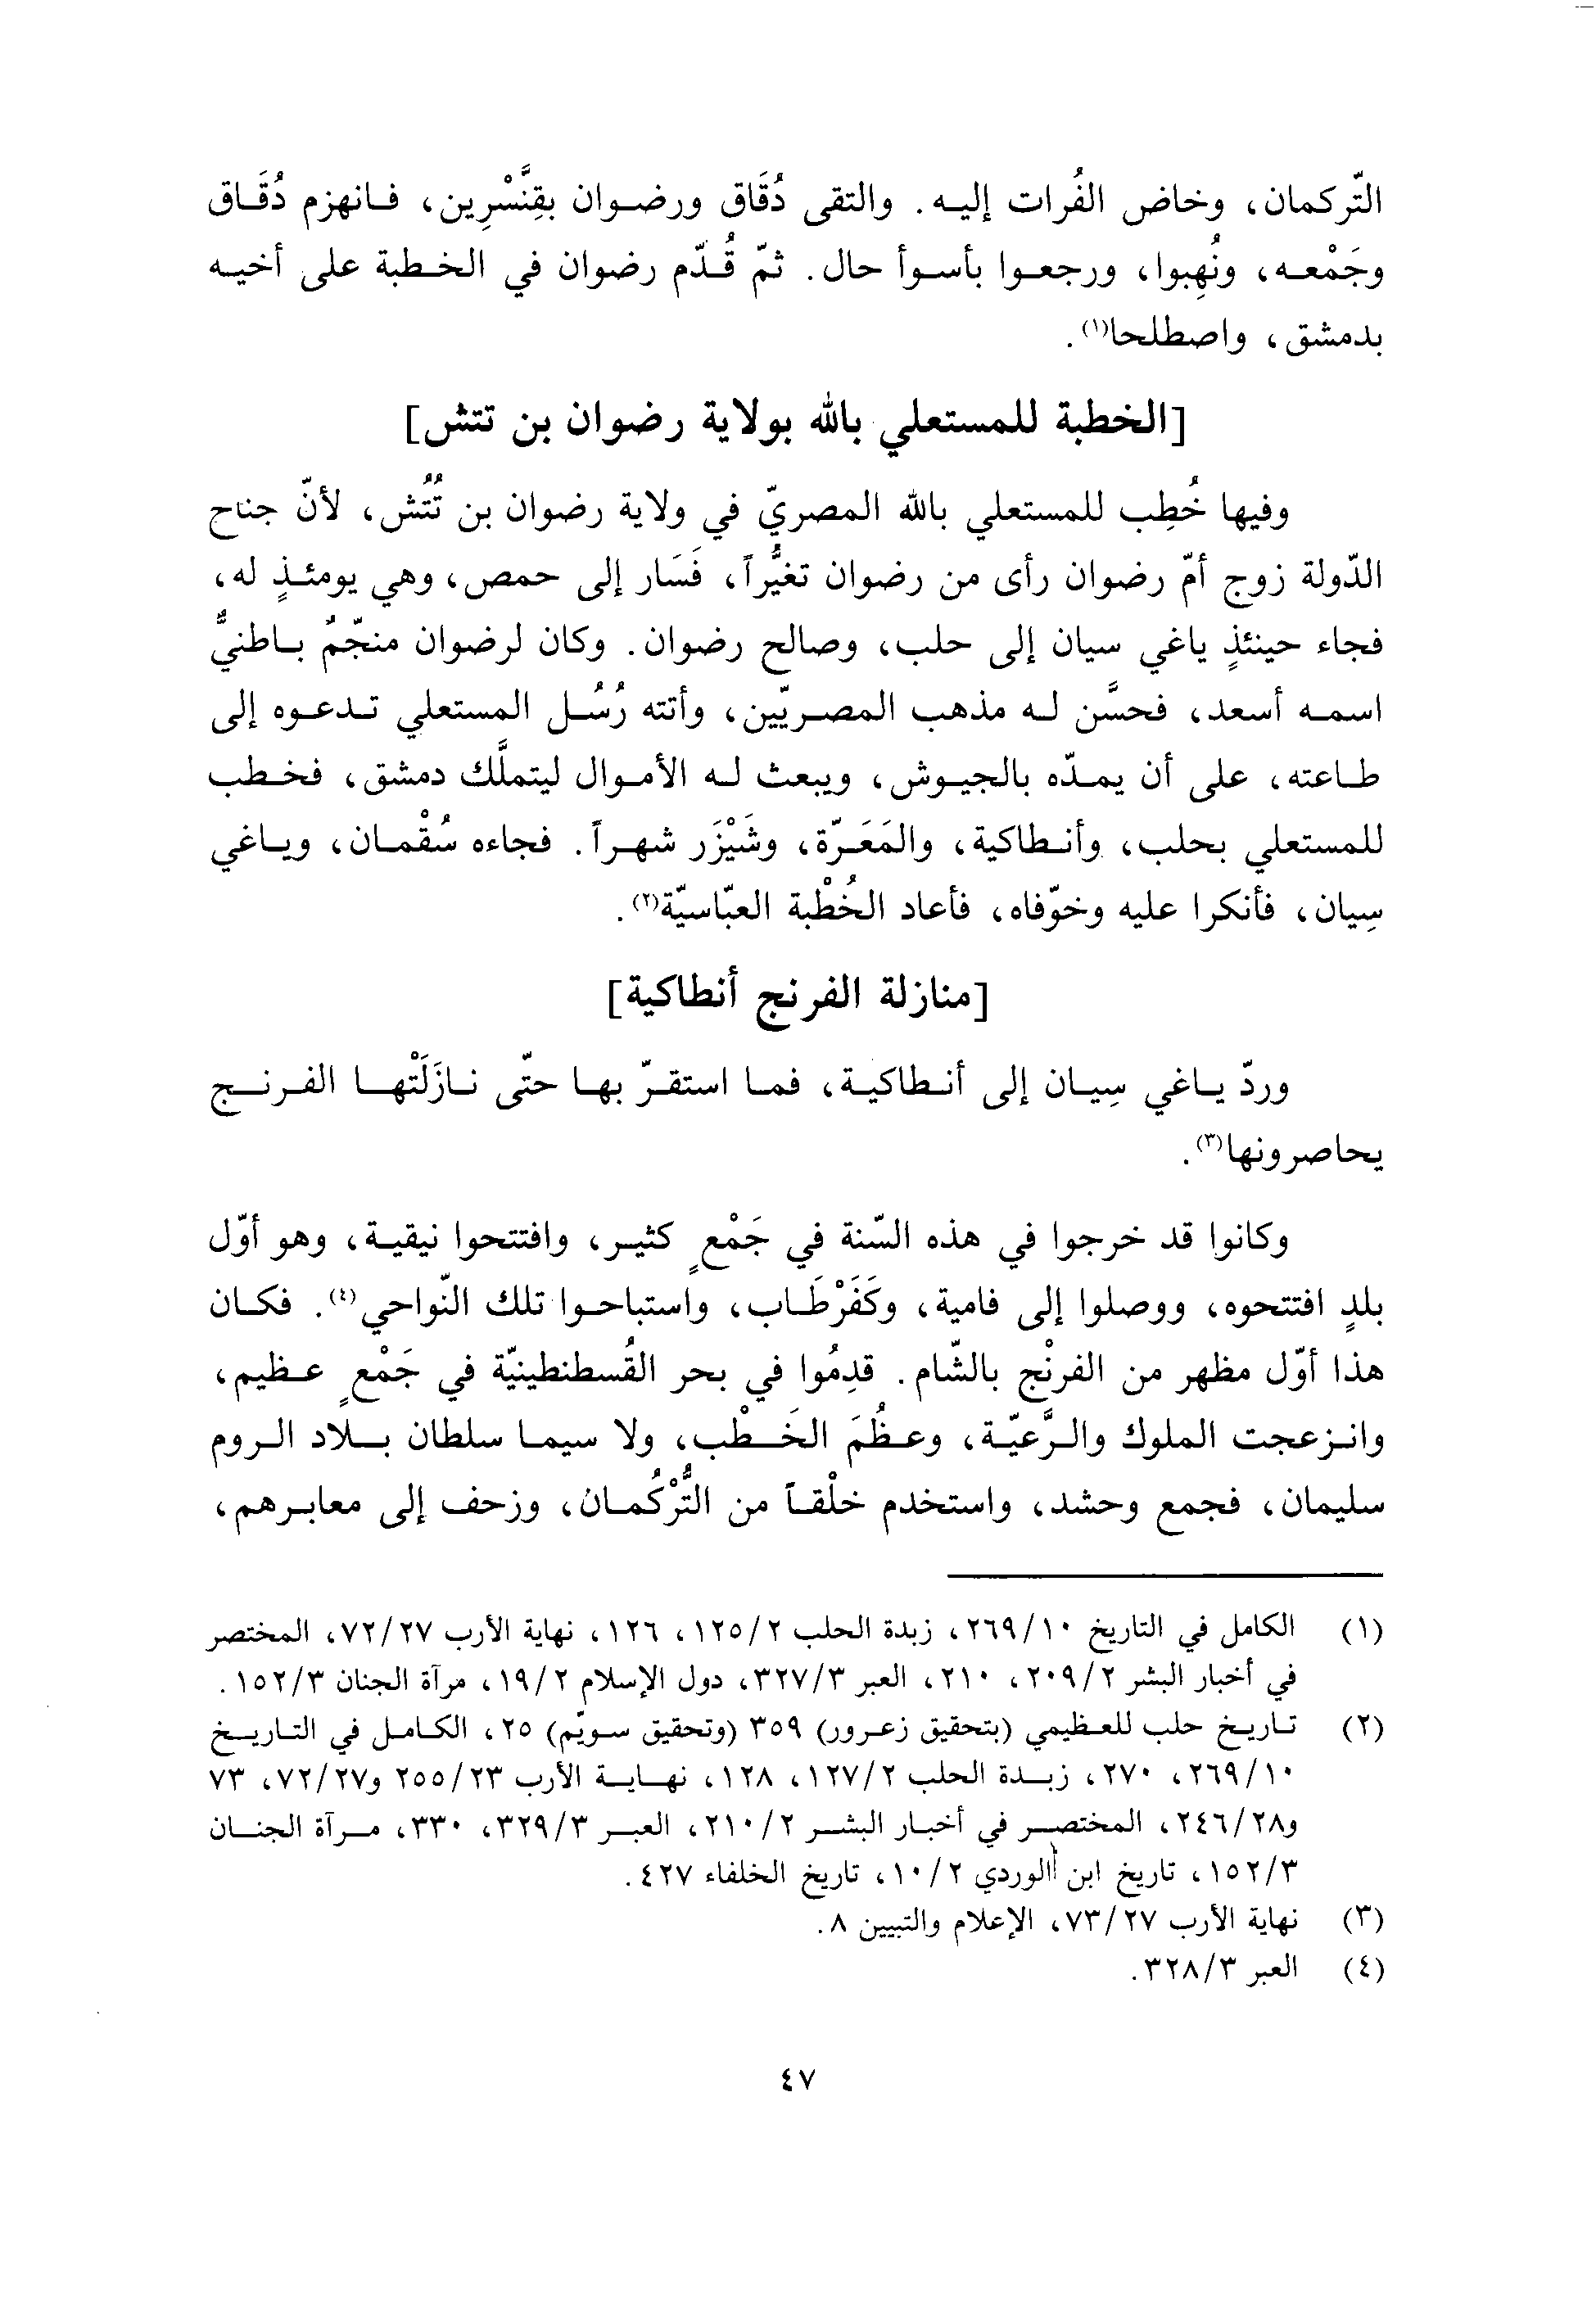 التّركمان، وخاض الفُرات إليه. والتقى دُقَاق ورضوان بقِنَّسْرِين، فانهزم دُقَاق
وجَمْعه، ونُهِبوا، ورجعوا بأسوأ حال. ثمّ قُدّم رضوان في الخطبة على أخيه
بدمشق، واصطلحا(١).
[الخطبة للمستعلي بالله بولاية رضوان بن تتش]
وفيها خُطِب للمستعلي بالله المصريّ في ولاية رضوان بن تُتُش، لأنّ جناح
الدّولة زوج أمّ رضوان رأى من رضوان تغيُّراً، فَسَار إلى حمص، وهي يومئذٍ له،
فجاء حينئذٍ ياغي سيان إلى حلب، وصالح رضوان. وكان لرضوان منجّمٌ باطنيٌّ
اسمه أسعد، فحسَّن له مذهب المصريّين، وأتته رُسُل المستعلي تدعوه إلى
طاعته، على أن يمدّه بالجيوش، ويبعث له الأموال ليتملَّك دمشق، فخطب
للمستعلي بحلب، وأنطاكية، والمَعَرّة، وشَيْزَر شهراً. فجاءه سُقْمان، وياغي
سِيان، فأنكرا عليه وخوّفاه، فأعاد الخُطْبة العبّاسيّة(٢).
[منازلة الفرنج أنطاكية]
وردّ ياغي سِيان إلى أنطاكية، فما استقرّ بها حتّى نازَلَتْها الفرنج
يحاصرونها(٣).
وكانوا قد خرجوا في هذه السّنة في جَمْعٍ كثير، وافتتحوا نيقية، وهو أوّل
بلدٍ افتتحوه، ووصلوا إلى فامية، وكَفَرْطَاب، واستباحوا تلك النّواحي(٤). فكان
هذا أوّل مظهر من الفرنْج بالشّام. قدِمُوا في بحر القُسطنطينيّة في جَمْعٍ عظيم،
وانزعجت الملوك والرَّعيّة، وعظُمَ الخَطْب، ولا سيما سلطان بلاد الروم
سليمان، فجمع وحشد، واستخدم خلْقاً من التُّرْكُمان، وزحف إلى معابرهم،
(١) الكامل في التاريخ ٢٦٩/١٠، زبدة الحلب ١٢٥/٢، ١٢٦، نهاية الأرب ٧٢/٢٧، المختصر
في أخبار البشر ٢٠٩/٢، ٢١٠، العبر ٣٢٧/٣، دول الإسلام ١٩/٢، مرآة الجنان ١٥٢/٣.
(٢) تاريخ حلب للعظيمي (بتحقيق زعرور) ٣٥٩ (وتحقيق سويّم) ٢٥، الكامل في التاريخ
٢٦٩/١٠، ٢٧٠، زبدة الحلب ١٢٧/٢، ١٢٨، نهاية الأرب ٢٥٥/٢٣ و٧٢/٢٧، ٧٣
و٢٤٦/٢٨، المختصر في أخبار البشر ٢١٠/٢، العبر ٣٢٩/٣، ٣٣٠، مرآة الجنان
١٥٢/٣، تاريخ ابن الوردي ١٠/٢، تاريخ الخلفاء ٤٢٧.
(٣) نهاية الأرب ٧٣/٢٧، الإعلام والتبيين ٨.
(٤) العبر ٣٢٨/٣.
٤٧